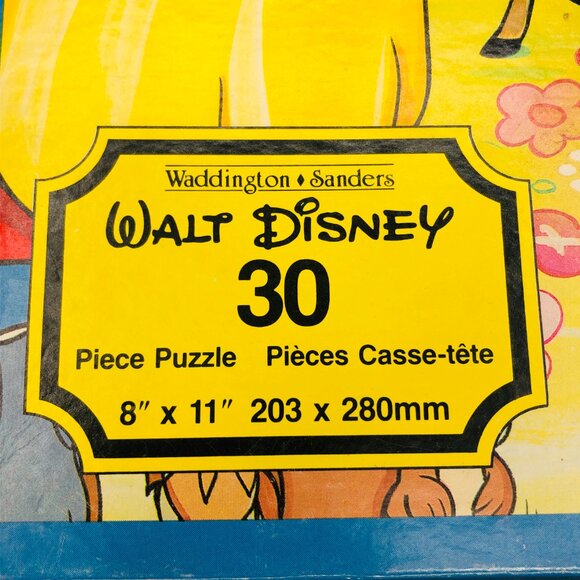 Waddington ♦ Sanders
WALT DISNEY
30
Piece Puzzle Pièces Casse-tête
8" x 11" 203 x 280mm